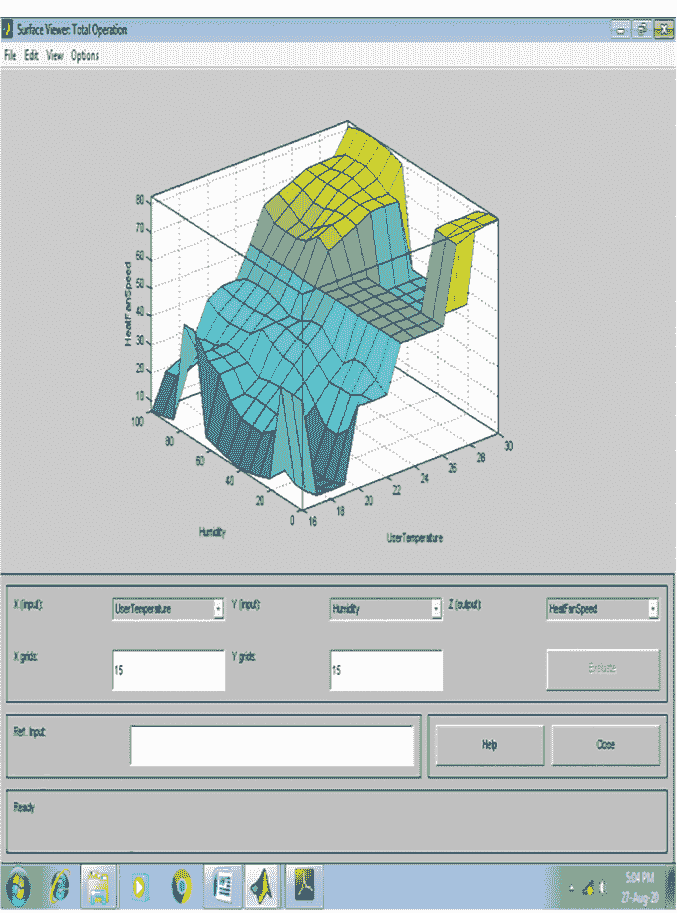 Surface Viewer: Total Operation
File Edit View Options
80
70
60
50
40
30
20
10
HeatFanSpeed
100
80
60
40
20
0
Humidity
16
18
20
22
24
26
28
30
UserTemperature
X (input): UserTemperature Y (input): Humidity Z (output): HeatFanSpeed
X grids: 15 Y grids: 15 Evaluate
Ref. Input:
Help Close
Ready
5:04 PM
27-Aug-20